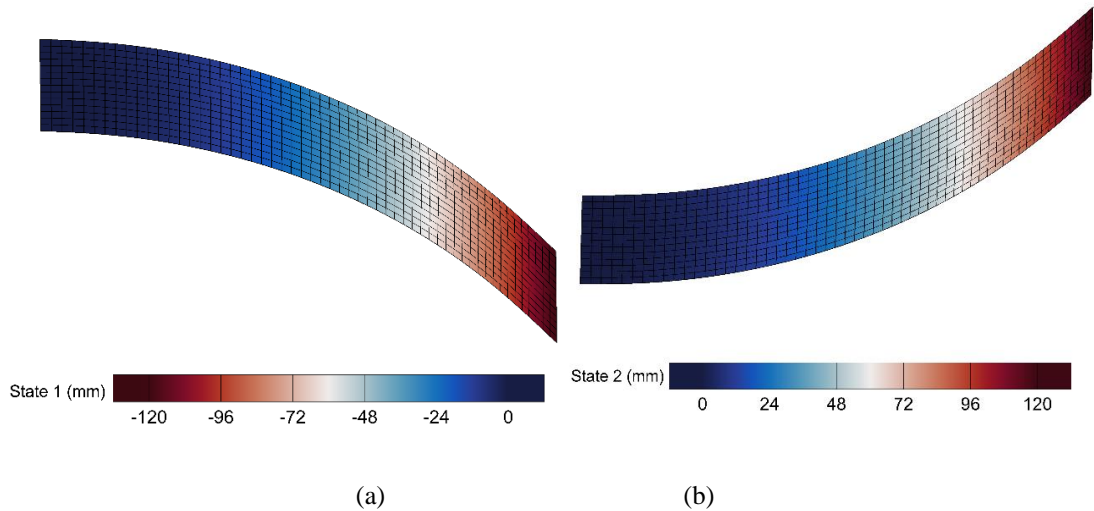 State 1 (mm)
-120 -96 -72 -48 -24 0
State 2 (mm)
0 24 48 72 96 120
(a) (b)